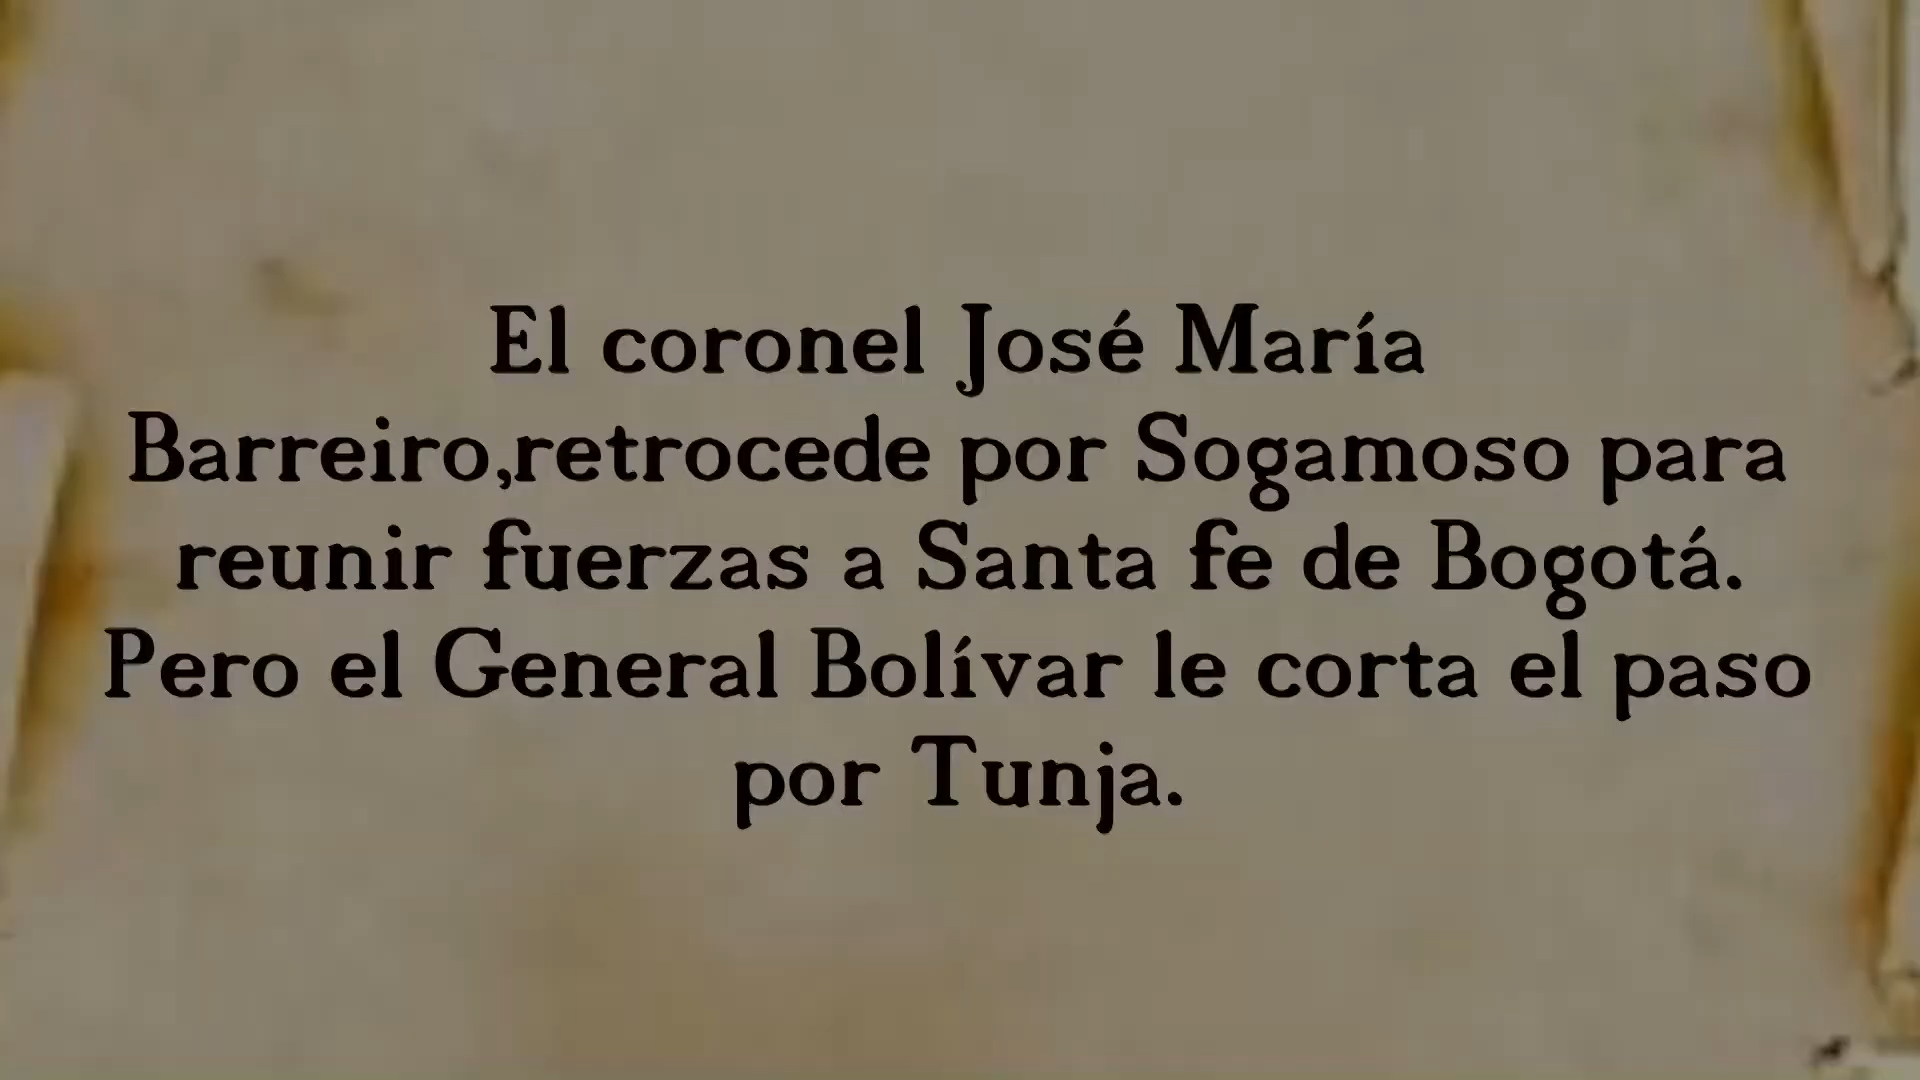 El coronel José María
Barreiro,retrocede por Sogamoso para
reunir fuerzas a Santa fe de Bogotá.
Pero el General Bolívar le corta el paso
por Tunja.